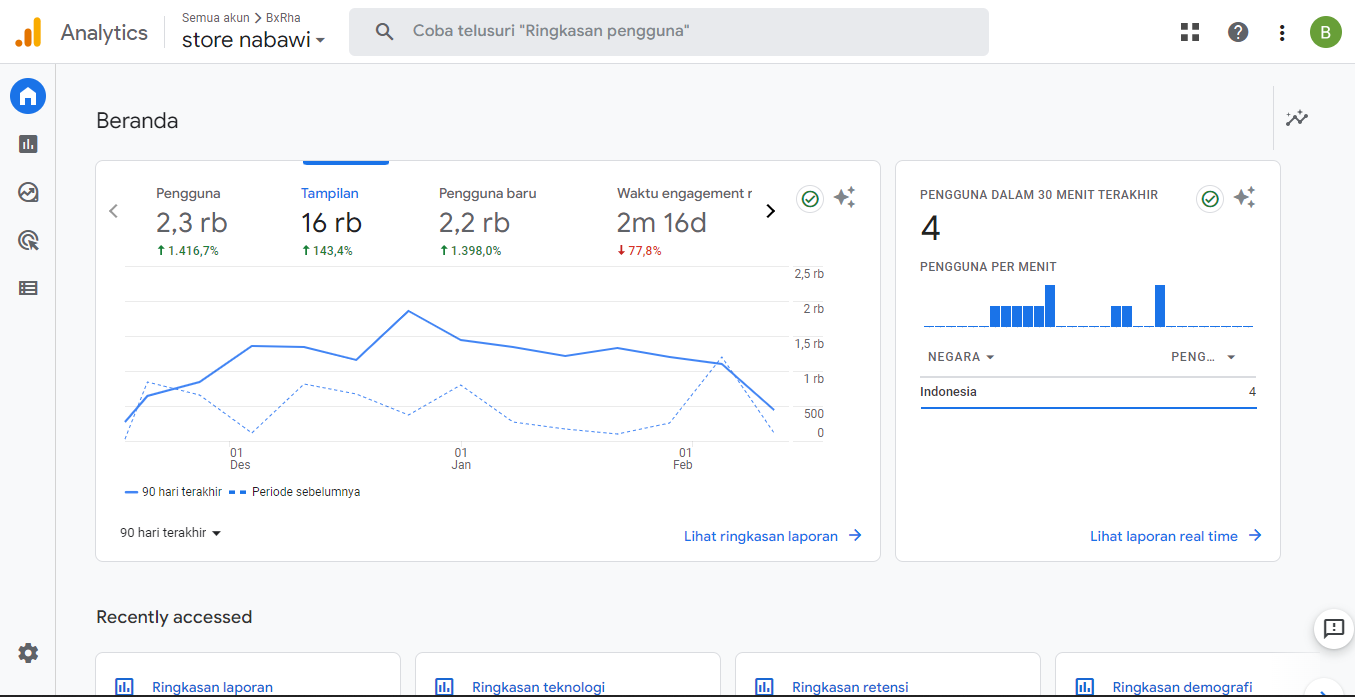 Analytics
Semua akun > BxRha
store nabawi
Coba telusuri "Ringkasan pengguna"
B
Beranda
Pengguna
2,3 rb
1.416,7%
Tampilan
16 rb
143,4%
Pengguna baru
2,2 rb
1.398,0%
Waktu engagement r
2m 16d
77,8%
2,5 rb
2 rb
1,5 rb
1 rb
500
0
01
Des
01
Jan
01
Feb
90 hari terakhir
Periode sebelumnya
90 hari terakhir
Lihat ringkasan laporan
PENGGUNA DALAM 30 MENIT TERAKHIR
4
PENGGUNA PER MENIT
NEGARA
PENG...
Indonesia
4
Lihat laporan real time
Recently accessed
Ringkasan laporan
Ringkasan teknologi
Ringkasan retensi
Ringkasan demografi